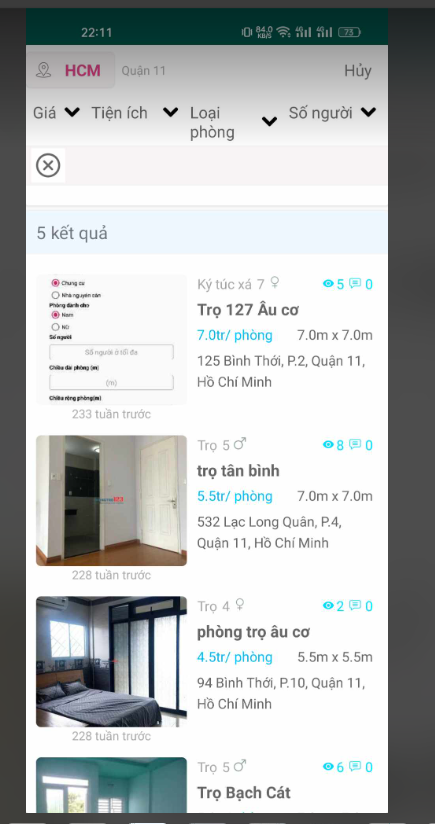 22:11 84.0 KB/S 4G 4G 73
HCM Quận 11 Hủy
Giá Tiện ích Loại phòng Số người
5 kết quả
Chung cư
Nhà nguyên căn
Phòng dành cho
Nam
Nữ
Số người
Số người ở tối đa
Chiều dài phòng (m)
(m)
Chiều rộng phòng(m)
233 tuần trước
Ký túc xá 7 ♀ 5 0
Trọ 127 Âu cơ
7.0tr/ phòng 7.0m x 7.0m
125 Bình Thới, P.2, Quận 11,
Hồ Chí Minh
228 tuần trước
Trọ 5 ♂ 8 0
trọ tân bình
5.5tr/ phòng 7.0m x 7.0m
532 Lạc Long Quân, P.4,
Quận 11, Hồ Chí Minh
228 tuần trước
Trọ 4 ♀ 2 0
phòng trọ âu cơ
4.5tr/ phòng 5.5m x 5.5m
94 Bình Thới, P.10, Quận 11,
Hồ Chí Minh
Trọ 5 ♂ 6 0
Trọ Bạch Cát